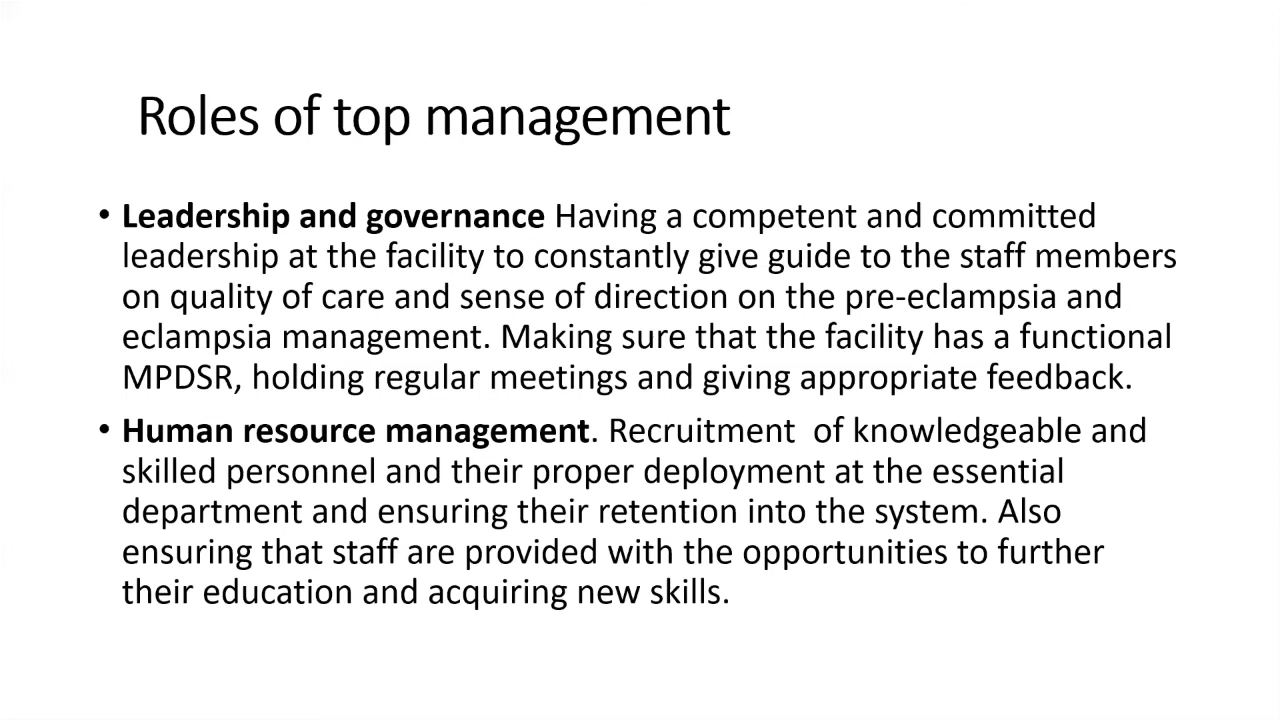 Roles of top management
• Leadership and governance Having a competent and committed
leadership at the facility to constantly give guide to the staff members
on quality of care and sense of direction on the pre-eclampsia and
eclampsia management. Making sure that the facility has a functional
MPDSR, holding regular meetings and giving appropriate feedback.
• Human resource management. Recruitment  of knowledgeable and
skilled personnel and their proper deployment at the essential
department and ensuring their retention into the system. Also
ensuring that staff are provided with the opportunities to further
their education and acquiring new skills.